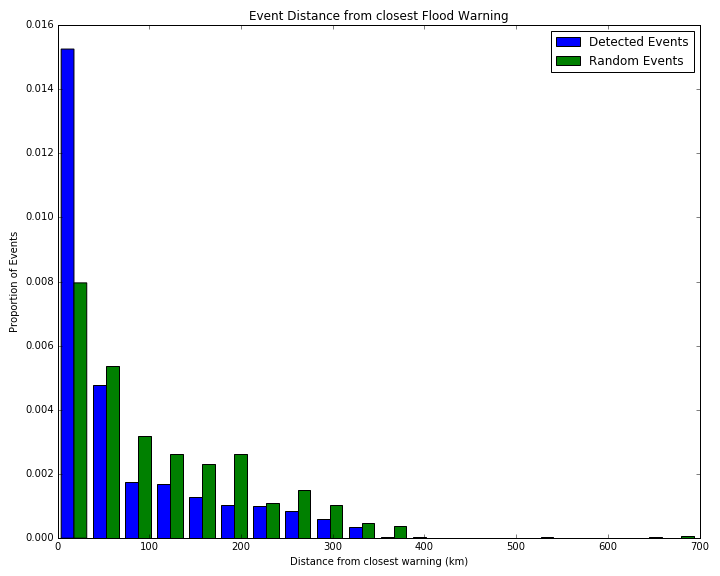 Event Distance from closest Flood Warning
Detected Events
Random Events
Proportion of Events
0.016
0.014
0.012
0.010
0.008
0.006
0.004
0.002
0.000
0 100 200 300 400 500 600 700
Distance from closest warning (km)